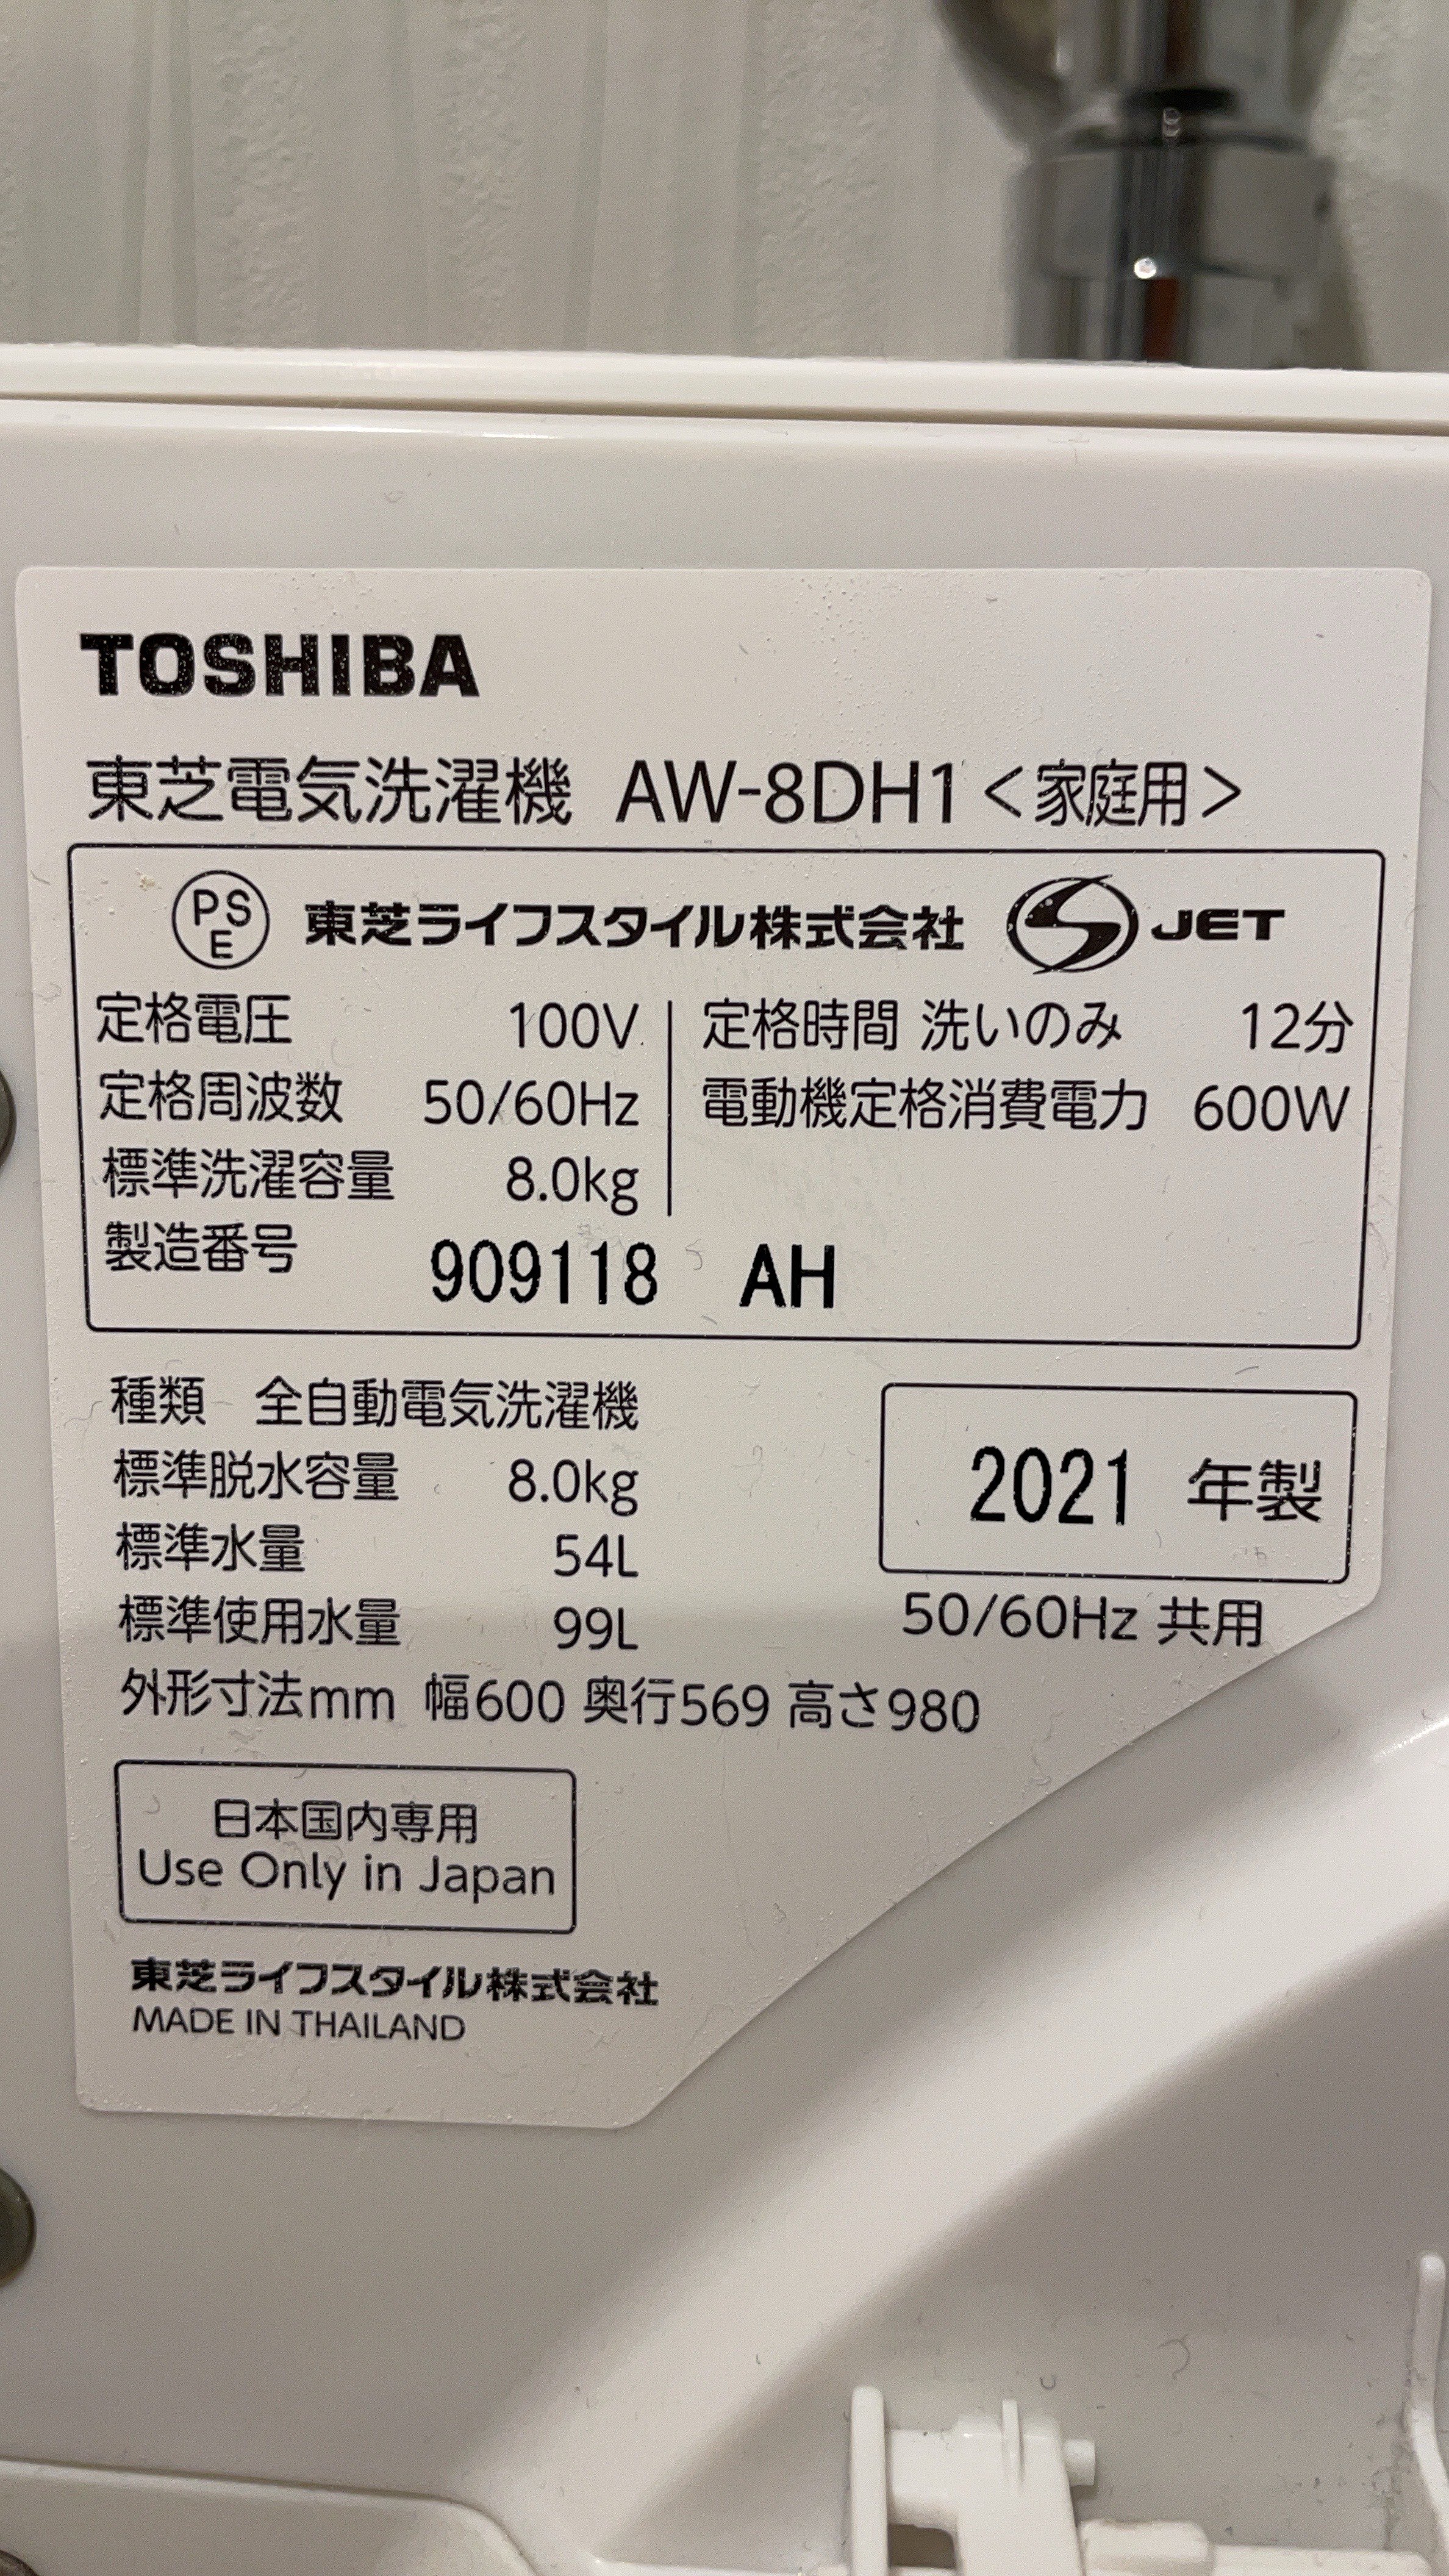 TOSHIBA
東芝電気洗濯機 AW-8DH1<家庭用>
PSE 東芝ライフスタイル株式会社 S JET
定格電圧 100V 定格時間 洗いのみ 12分
定格周波数 50/60Hz 電動機定格消費電力 600W
標準洗濯容量 8.0kg
製造番号 909118 AH
種類 全自動電気洗濯機
標準脱水容量 8.0kg
2021 年製
標準水量 54L
標準使用水量 99L
50/60Hz 共用
外形寸法mm 幅600 奥行569 高さ980
日本国内専用
Use Only in Japan
東芝ライフスタイル株式会社
MADE IN THAILAND